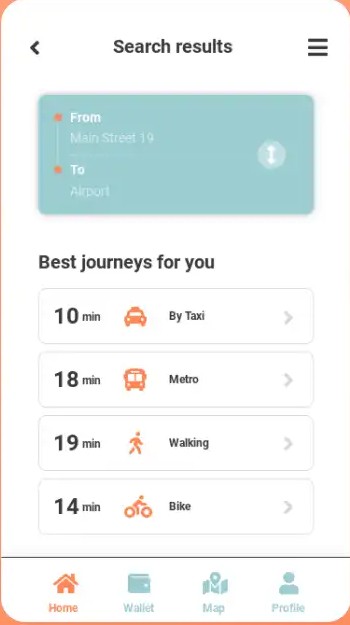 Search results
From
Main Street 19
To
Airport
Best journeys for you
10 min By Taxi
18 min Metro
19 min Walking
14 min Bike
Home Wallet Map Profile